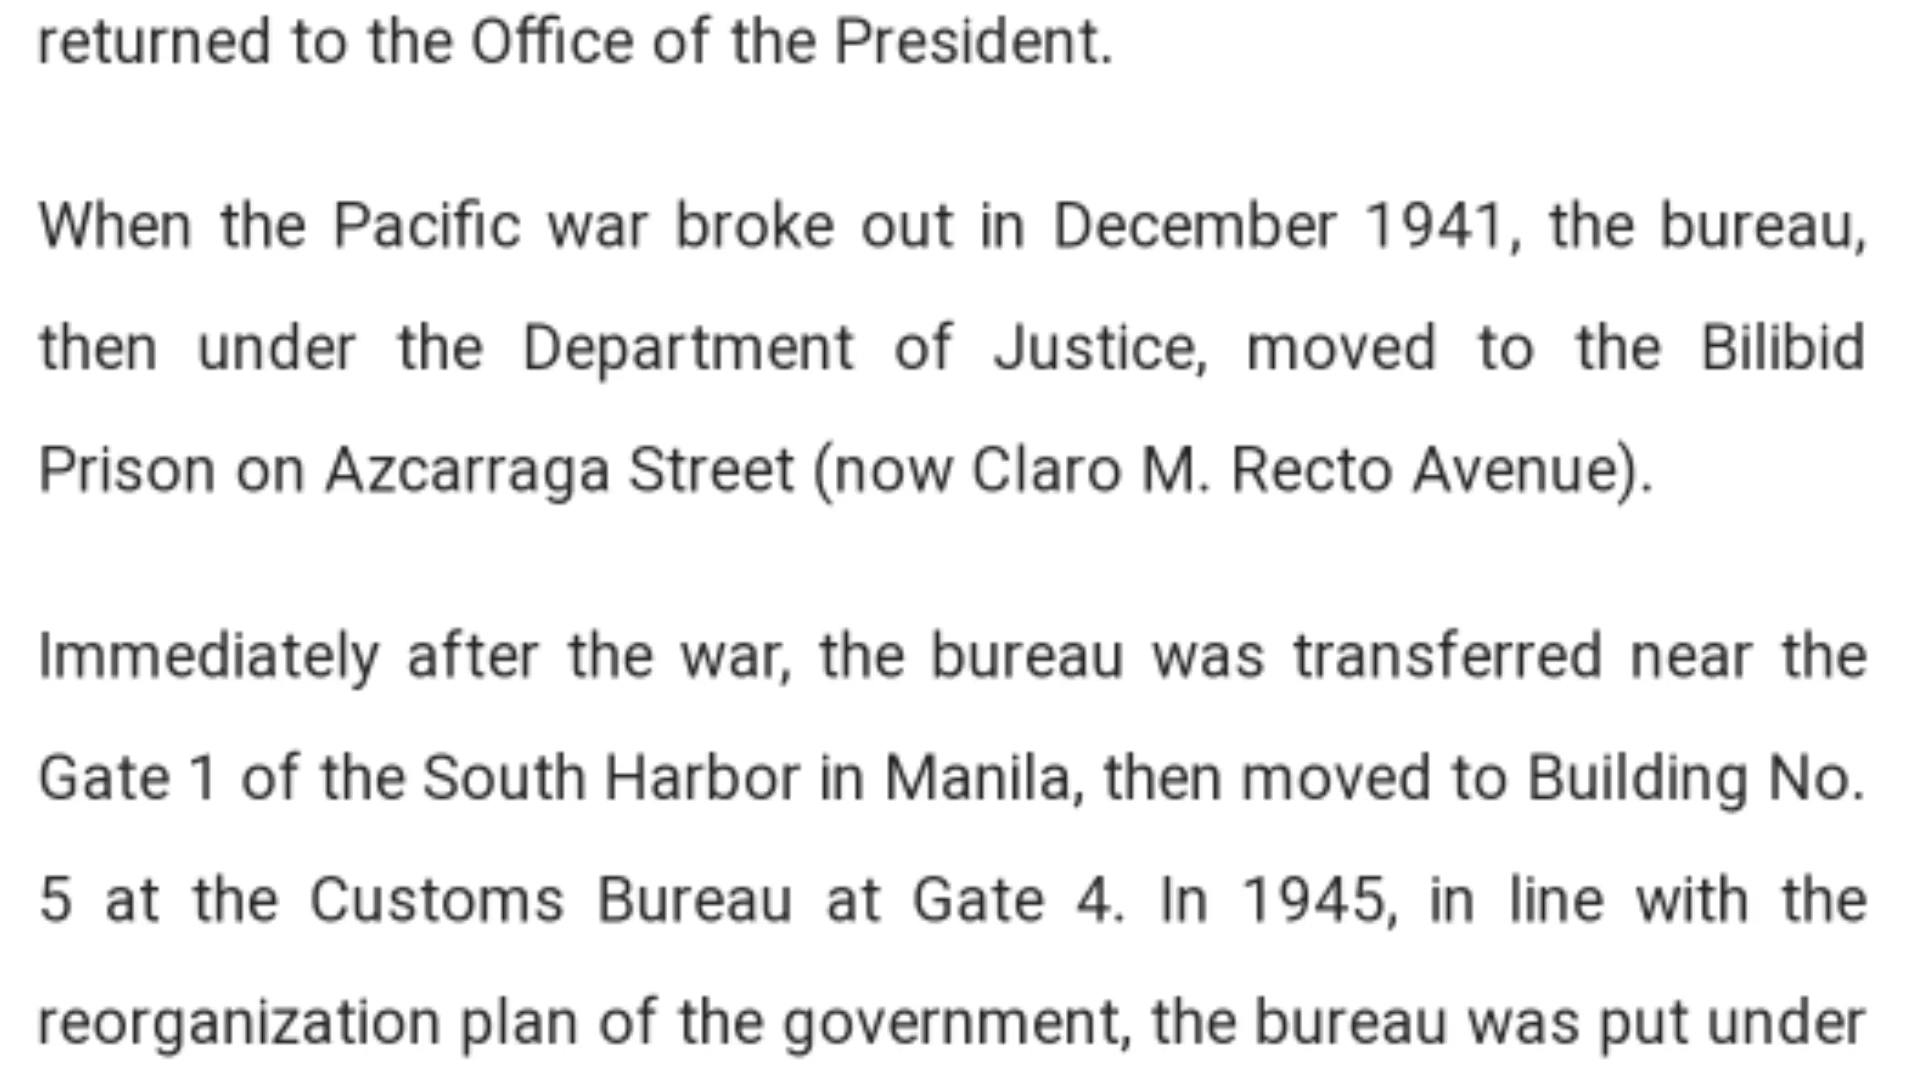 returned to the Office of the President.
When the Pacific war broke out in December 1941, the bureau,
then under the Department of Justice, moved to the Bilibid
Prison on Azcarraga Street (now Claro M. Recto Avenue).
Immediately after the war, the bureau was transferred near the
Gate 1 of the South Harbor in Manila, then moved to Building No.
5 at the Customs Bureau at Gate 4. In 1945, in line with the
reorganization plan of the government, the bureau was put under